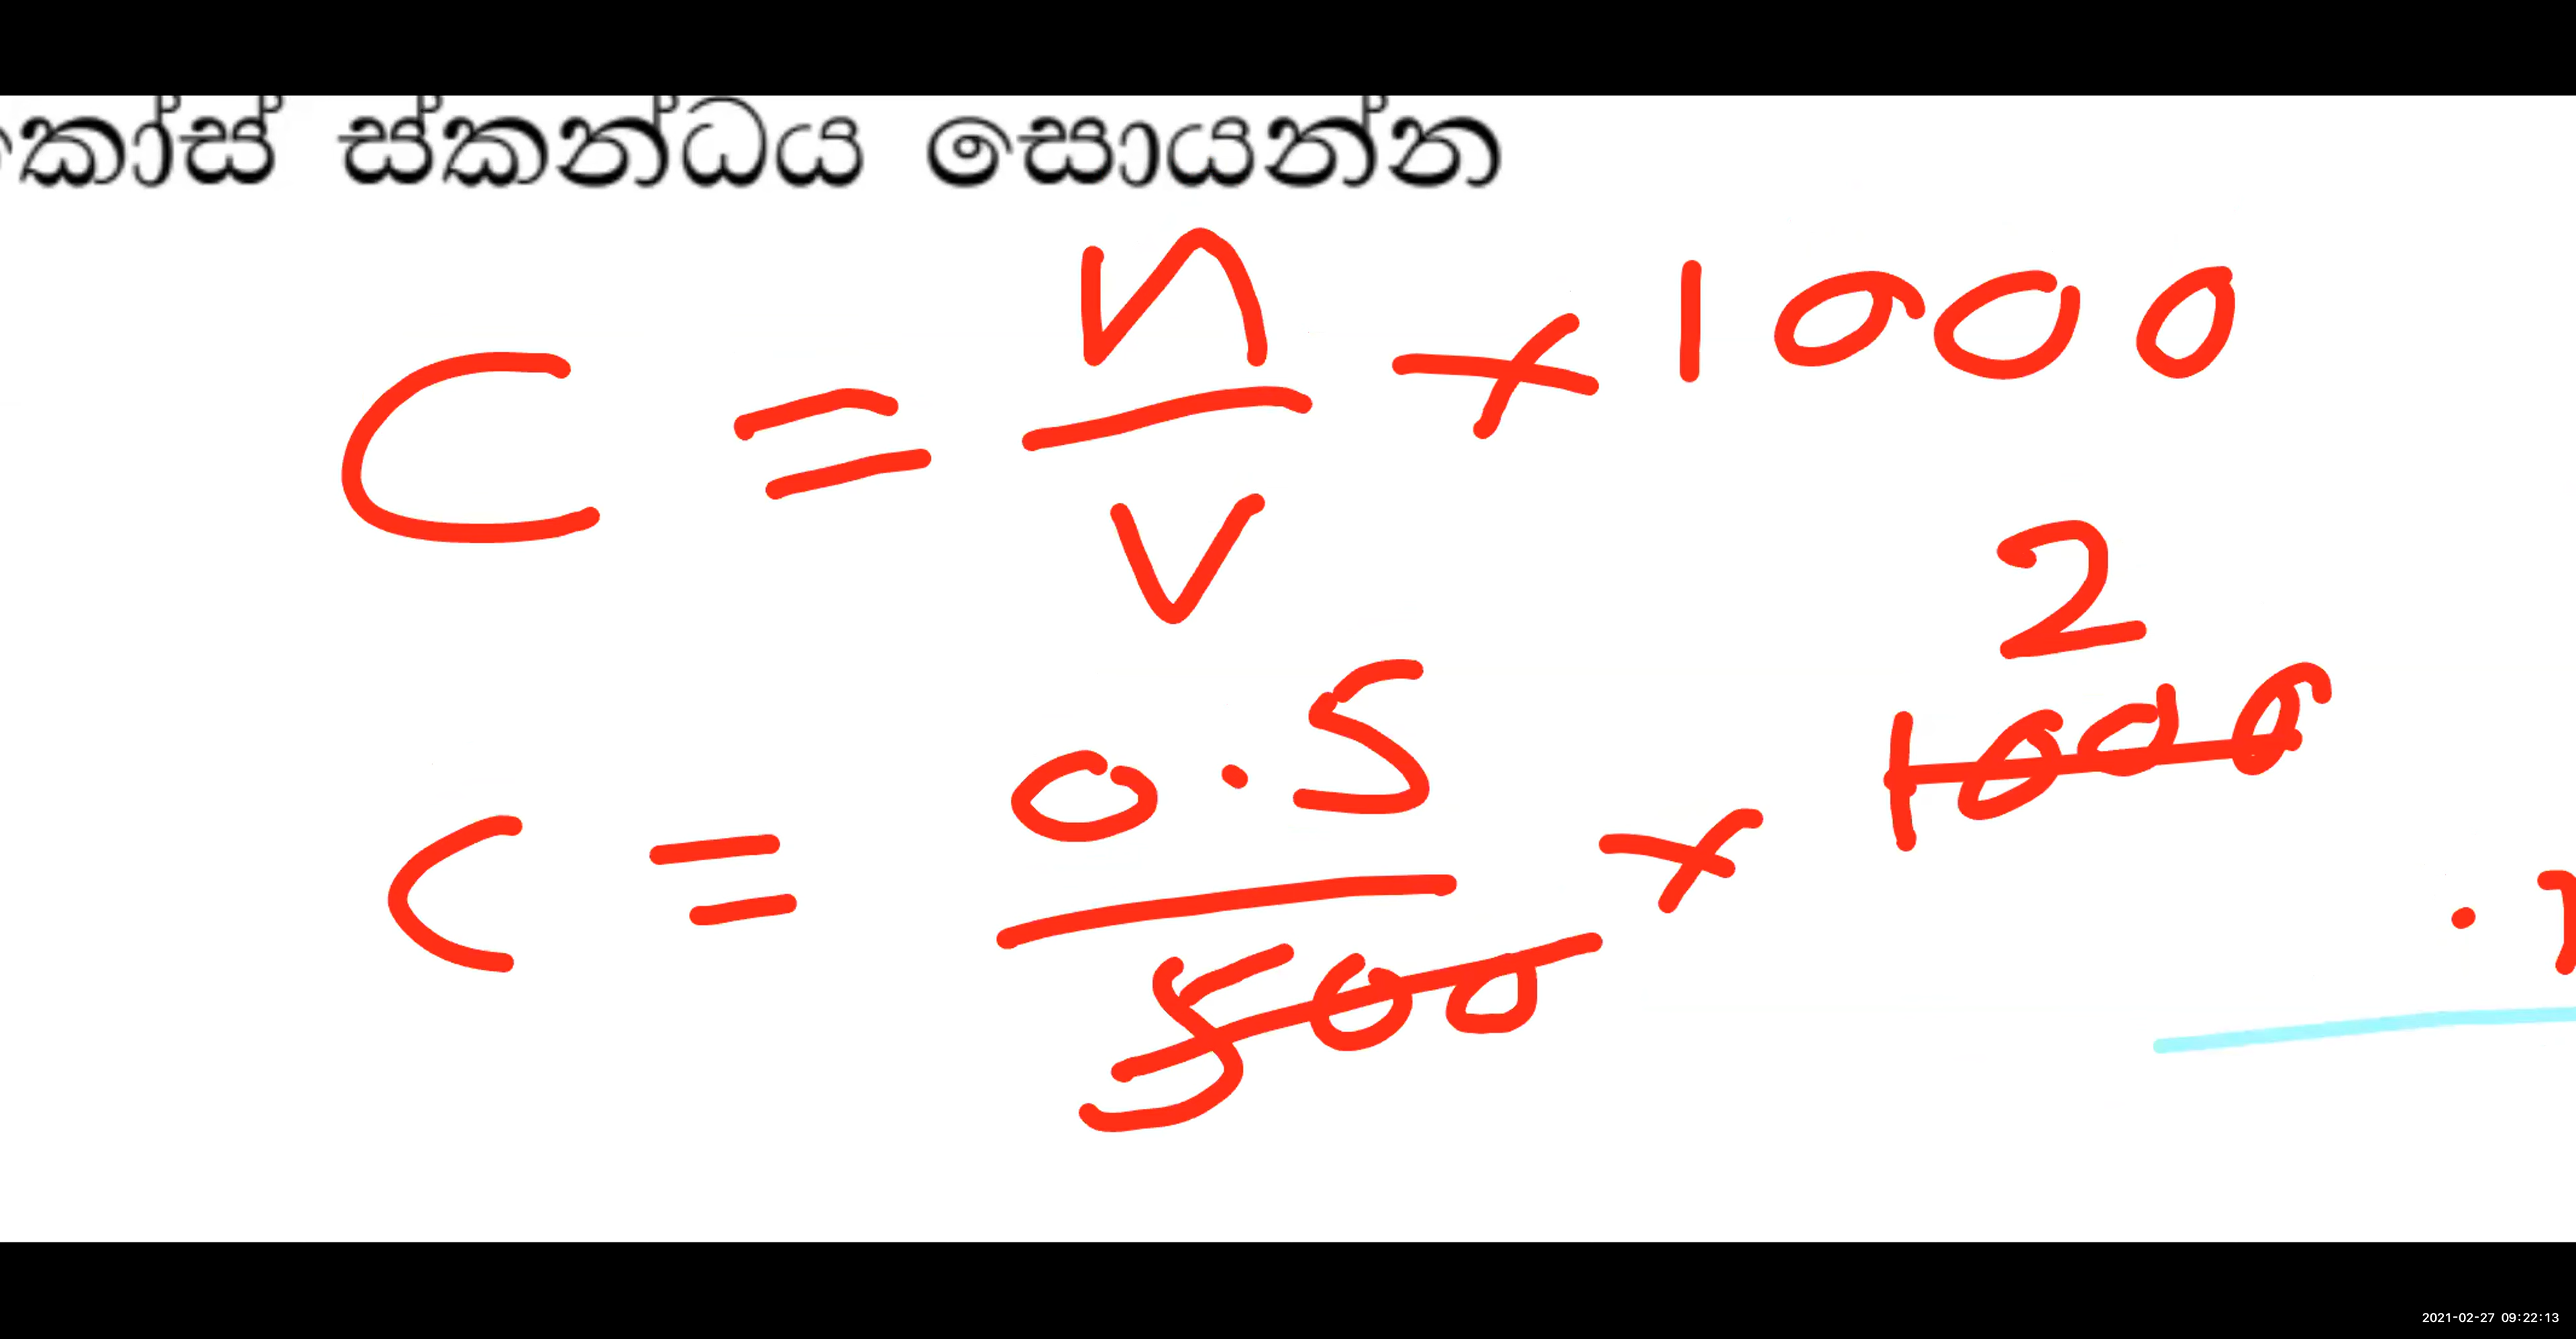 කෝස් ස්කන්ධය සොයන්න
C = n/V × 1000
2
C = 0.5/500 × 1000
2021-02-27 09:22:13